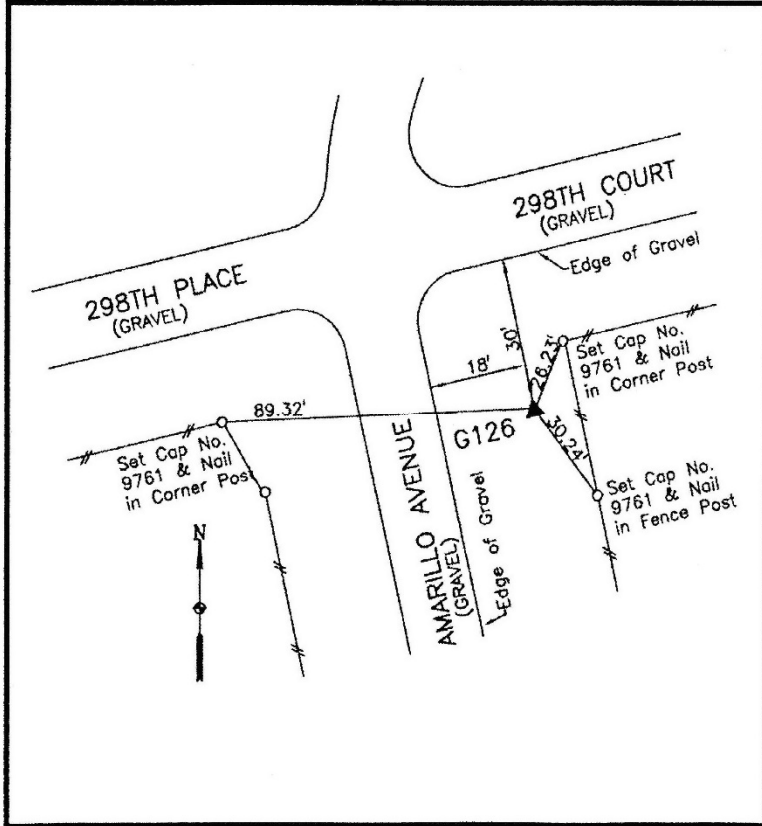 298TH COURT
(GRAVEL)
Edge of Gravel
298TH PLACE
(GRAVEL)
30'
18'
26.23'
Set Cap No.
9761 & Nail
in Corner Post
89.32'
G126
30.24'
Set Cap No.
9761 & Nail
in Corner Post
Set Cap No.
9761 & Nail
in Fence Post
AMARILLO AVENUE
(GRAVEL)
Edge of Gravel
N